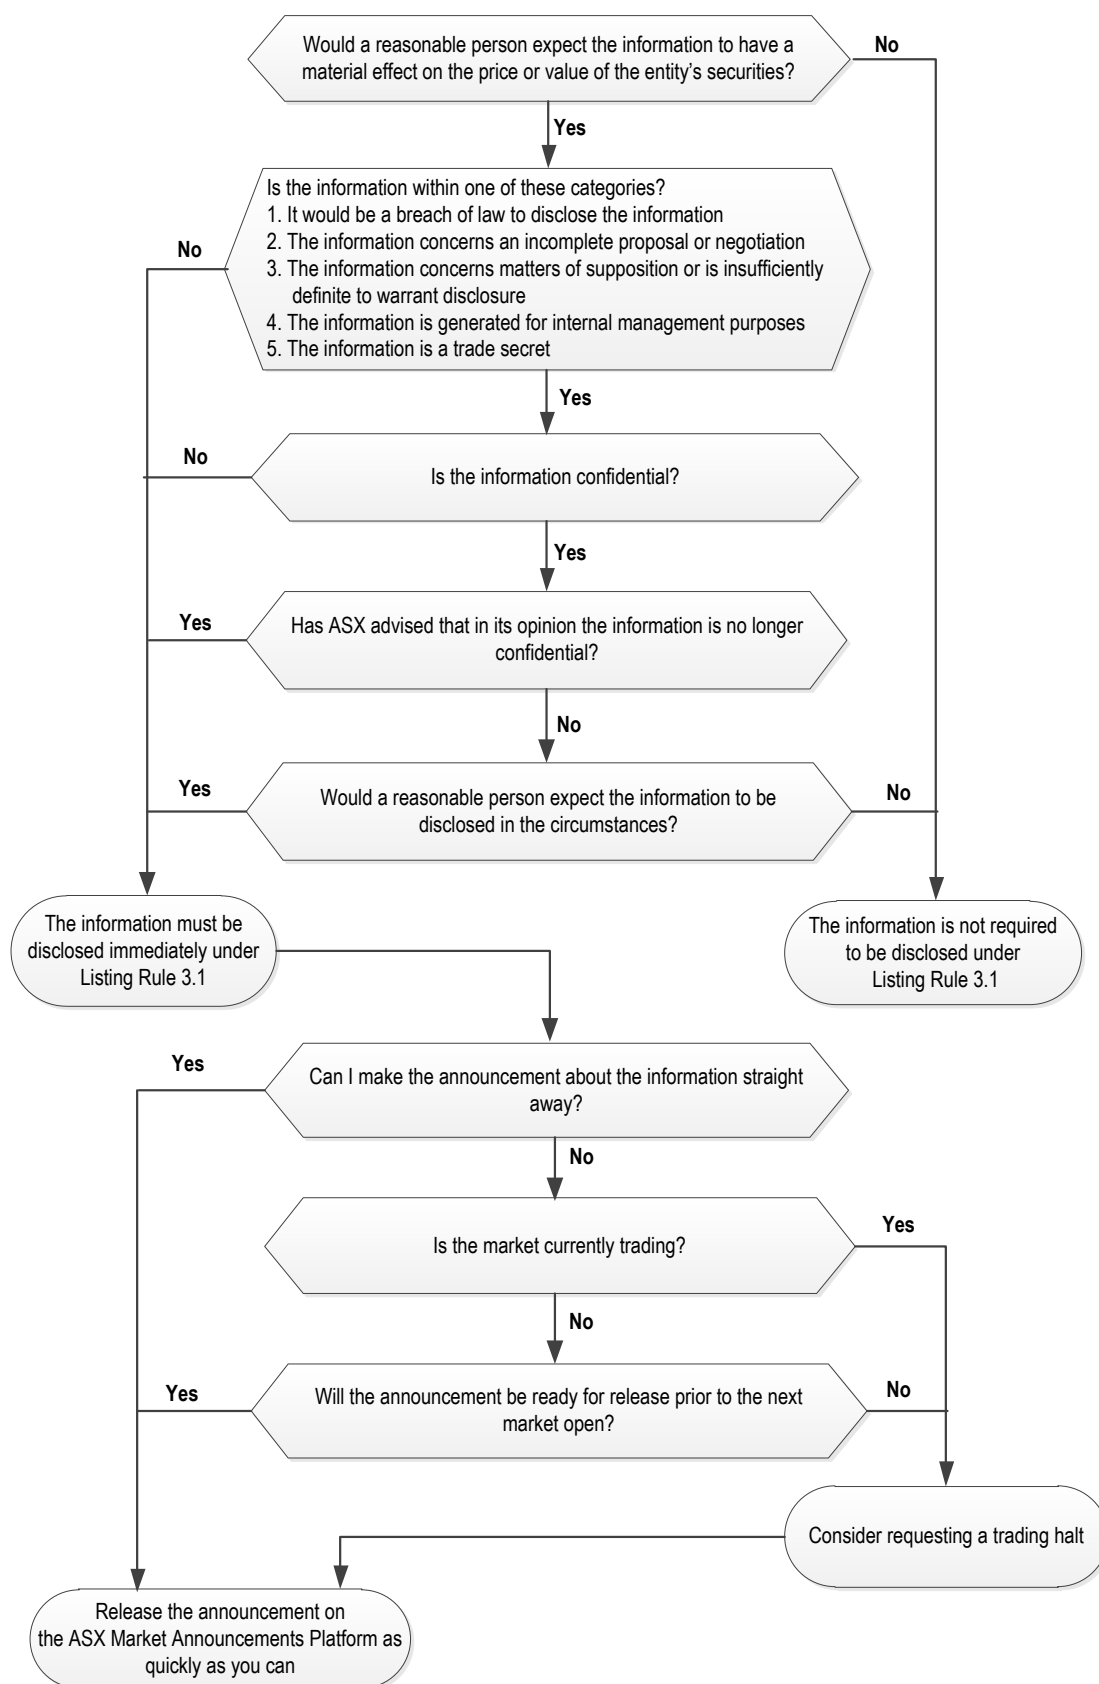 Would a reasonable person expect the information to have a
material effect on the price or value of the entity’s securities?
No
Yes
Is the information within one of these categories?
1. It would be a breach of law to disclose the information
2. The information concerns an incomplete proposal or negotiation
3. The information concerns matters of supposition or is insufficiently
definite to warrant disclosure
4. The information is generated for internal management purposes
5. The information is a trade secret
No
Yes
No
Is the information confidential?
Yes
Yes
Has ASX advised that in its opinion the information is no longer
confidential?
No
Yes
Would a reasonable person expect the information to be
disclosed in the circumstances?
No
The information must be
disclosed immediately under
Listing Rule 3.1
The information is not required
to be disclosed under
Listing Rule 3.1
Yes
Can I make the announcement about the information straight
away?
No
Is the market currently trading?
Yes
No
Yes
Will the announcement be ready for release prior to the next
market open?
No
Consider requesting a trading halt
Release the announcement on
the ASX Market Announcements Platform as
quickly as you can